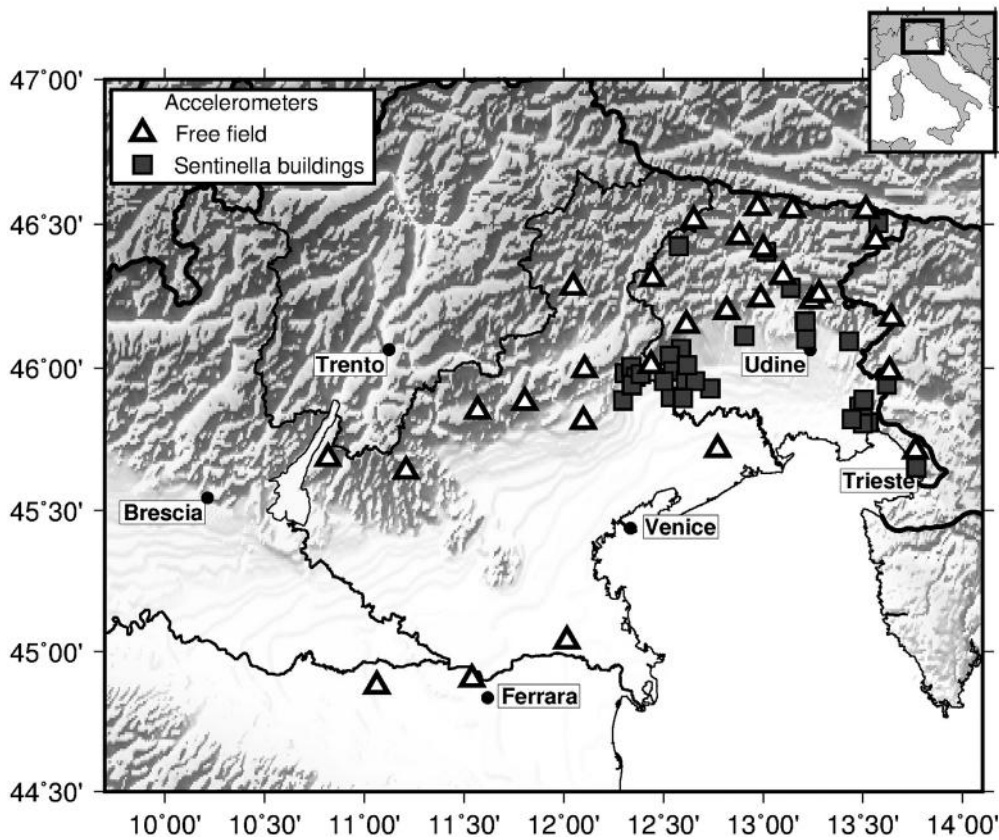 47˚00'
Accelerometers
Free field
Sentinella buildings
46˚30'
46˚00'
Trento
Udine
45˚30'
Brescia
Trieste
Venice
45˚00'
Ferrara
44˚30'
10˚00' 10˚30' 11˚00' 11˚30' 12˚00' 12˚30' 13˚00' 13˚30' 14˚00'